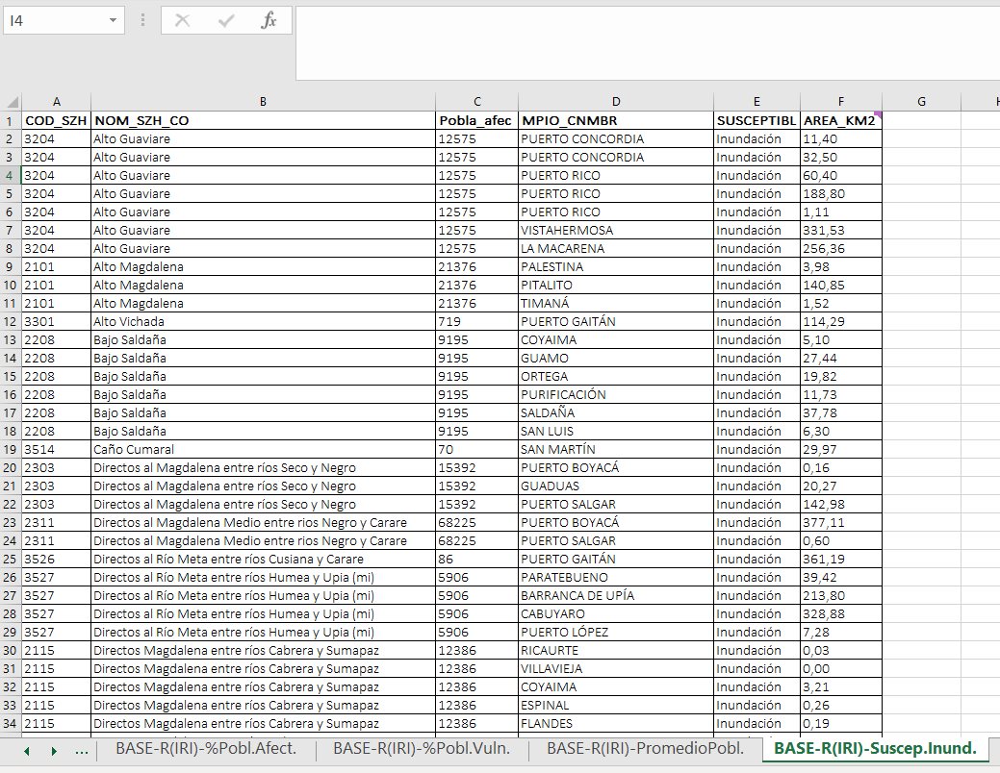 I4 fx
A B C D E F G H
1 COD_SZH NOM_SZH_CO Pobla_afec MPIO_CNMBR SUSCEPTIBL AREA_KM2
2 3204 Alto Guaviare 12575 PUERTO CONCORDIA Inundación 11,40
3 3204 Alto Guaviare 12575 PUERTO CONCORDIA Inundación 32,50
4 3204 Alto Guaviare 12575 PUERTO RICO Inundación 60,40
5 3204 Alto Guaviare 12575 PUERTO RICO Inundación 188,80
6 3204 Alto Guaviare 12575 PUERTO RICO Inundación 1,11
7 3204 Alto Guaviare 12575 VISTAHERMOSA Inundación 331,53
8 3204 Alto Guaviare 12575 LA MACARENA Inundación 256,36
9 2101 Alto Magdalena 21376 PALESTINA Inundación 3,98
10 2101 Alto Magdalena 21376 PITALITO Inundación 140,85
11 2101 Alto Magdalena 21376 TIMANÁ Inundación 1,52
12 3301 Alto Vichada 719 PUERTO GAITÁN Inundación 114,29
13 2208 Bajo Saldaña 9195 COYAIMA Inundación 5,10
14 2208 Bajo Saldaña 9195 GUAMO Inundación 27,44
15 2208 Bajo Saldaña 9195 ORTEGA Inundación 19,82
16 2208 Bajo Saldaña 9195 PURIFICACIÓN Inundación 11,73
17 2208 Bajo Saldaña 9195 SALDAÑA Inundación 37,78
18 2208 Bajo Saldaña 9195 SAN LUIS Inundación 6,30
19 3514 Caño Cumaral 70 SAN MARTÍN Inundación 29,97
20 2303 Directos al Magdalena entre ríos Seco y Negro 15392 PUERTO BOYACÁ Inundación 0,16
21 2303 Directos al Magdalena entre ríos Seco y Negro 15392 GUADUAS Inundación 20,27
22 2303 Directos al Magdalena entre ríos Seco y Negro 15392 PUERTO SALGAR Inundación 142,98
23 2311 Directos al Magdalena Medio entre rios Negro y Carare 68225 PUERTO BOYACÁ Inundación 377,11
24 2311 Directos al Magdalena Medio entre rios Negro y Carare 68225 PUERTO SALGAR Inundación 0,60
25 3526 Directos al Río Meta entre ríos Cusiana y Carare 86 PUERTO GAITÁN Inundación 361,19
26 3527 Directos al Río Meta entre ríos Humea y Upia (mi) 5906 PARATEBUENO Inundación 39,42
27 3527 Directos al Río Meta entre ríos Humea y Upia (mi) 5906 BARRANCA DE UPÍA Inundación 213,80
28 3527 Directos al Río Meta entre ríos Humea y Upia (mi) 5906 CABUYARO Inundación 328,88
29 3527 Directos al Río Meta entre ríos Humea y Upia (mi) 5906 PUERTO LÓPEZ Inundación 7,28
30 2115 Directos Magdalena entre ríos Cabrera y Sumapaz 12386 RICAURTE Inundación 0,03
31 2115 Directos Magdalena entre ríos Cabrera y Sumapaz 12386 VILLAVIEJA Inundación 0,00
32 2115 Directos Magdalena entre ríos Cabrera y Sumapaz 12386 COYAIMA Inundación 3,21
33 2115 Directos Magdalena entre ríos Cabrera y Sumapaz 12386 ESPINAL Inundación 0,26
34 2115 Directos Magdalena entre ríos Cabrera y Sumapaz 12386 FLANDES Inundación 0,19
... BASE-R(IRI)-%Pobl.Afect. BASE-R(IRI)-%Pobl.Vuln. BASE-R(IRI)-PromedioPobl. BASE-R(IRI)-Suscep.Inund.